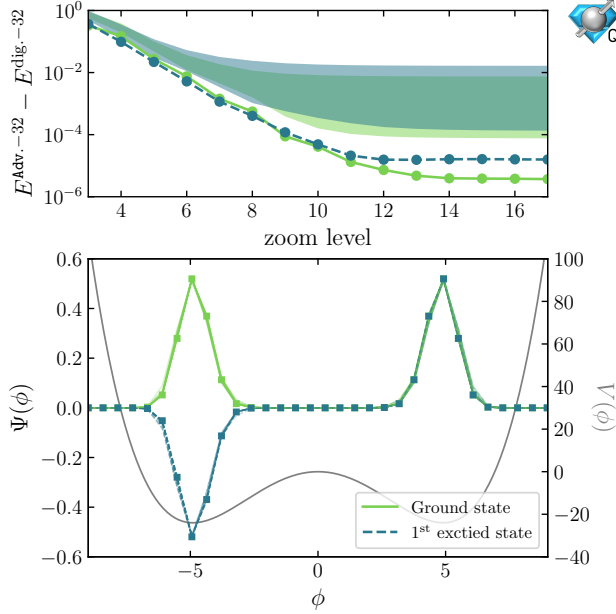 10^0
10^−2
10^−4
10^−6
E^Adv.−32 − E^dig.−32
4 6 8 10 12 14 16
zoom level
Q
0.6
0.4
0.2
0.0
−0.2
−0.4
−0.6
Ψ(ϕ)
100
80
60
40
20
0
−20
−40
V(ϕ)
Ground state
1^st exctied state
−5 0 5
ϕ